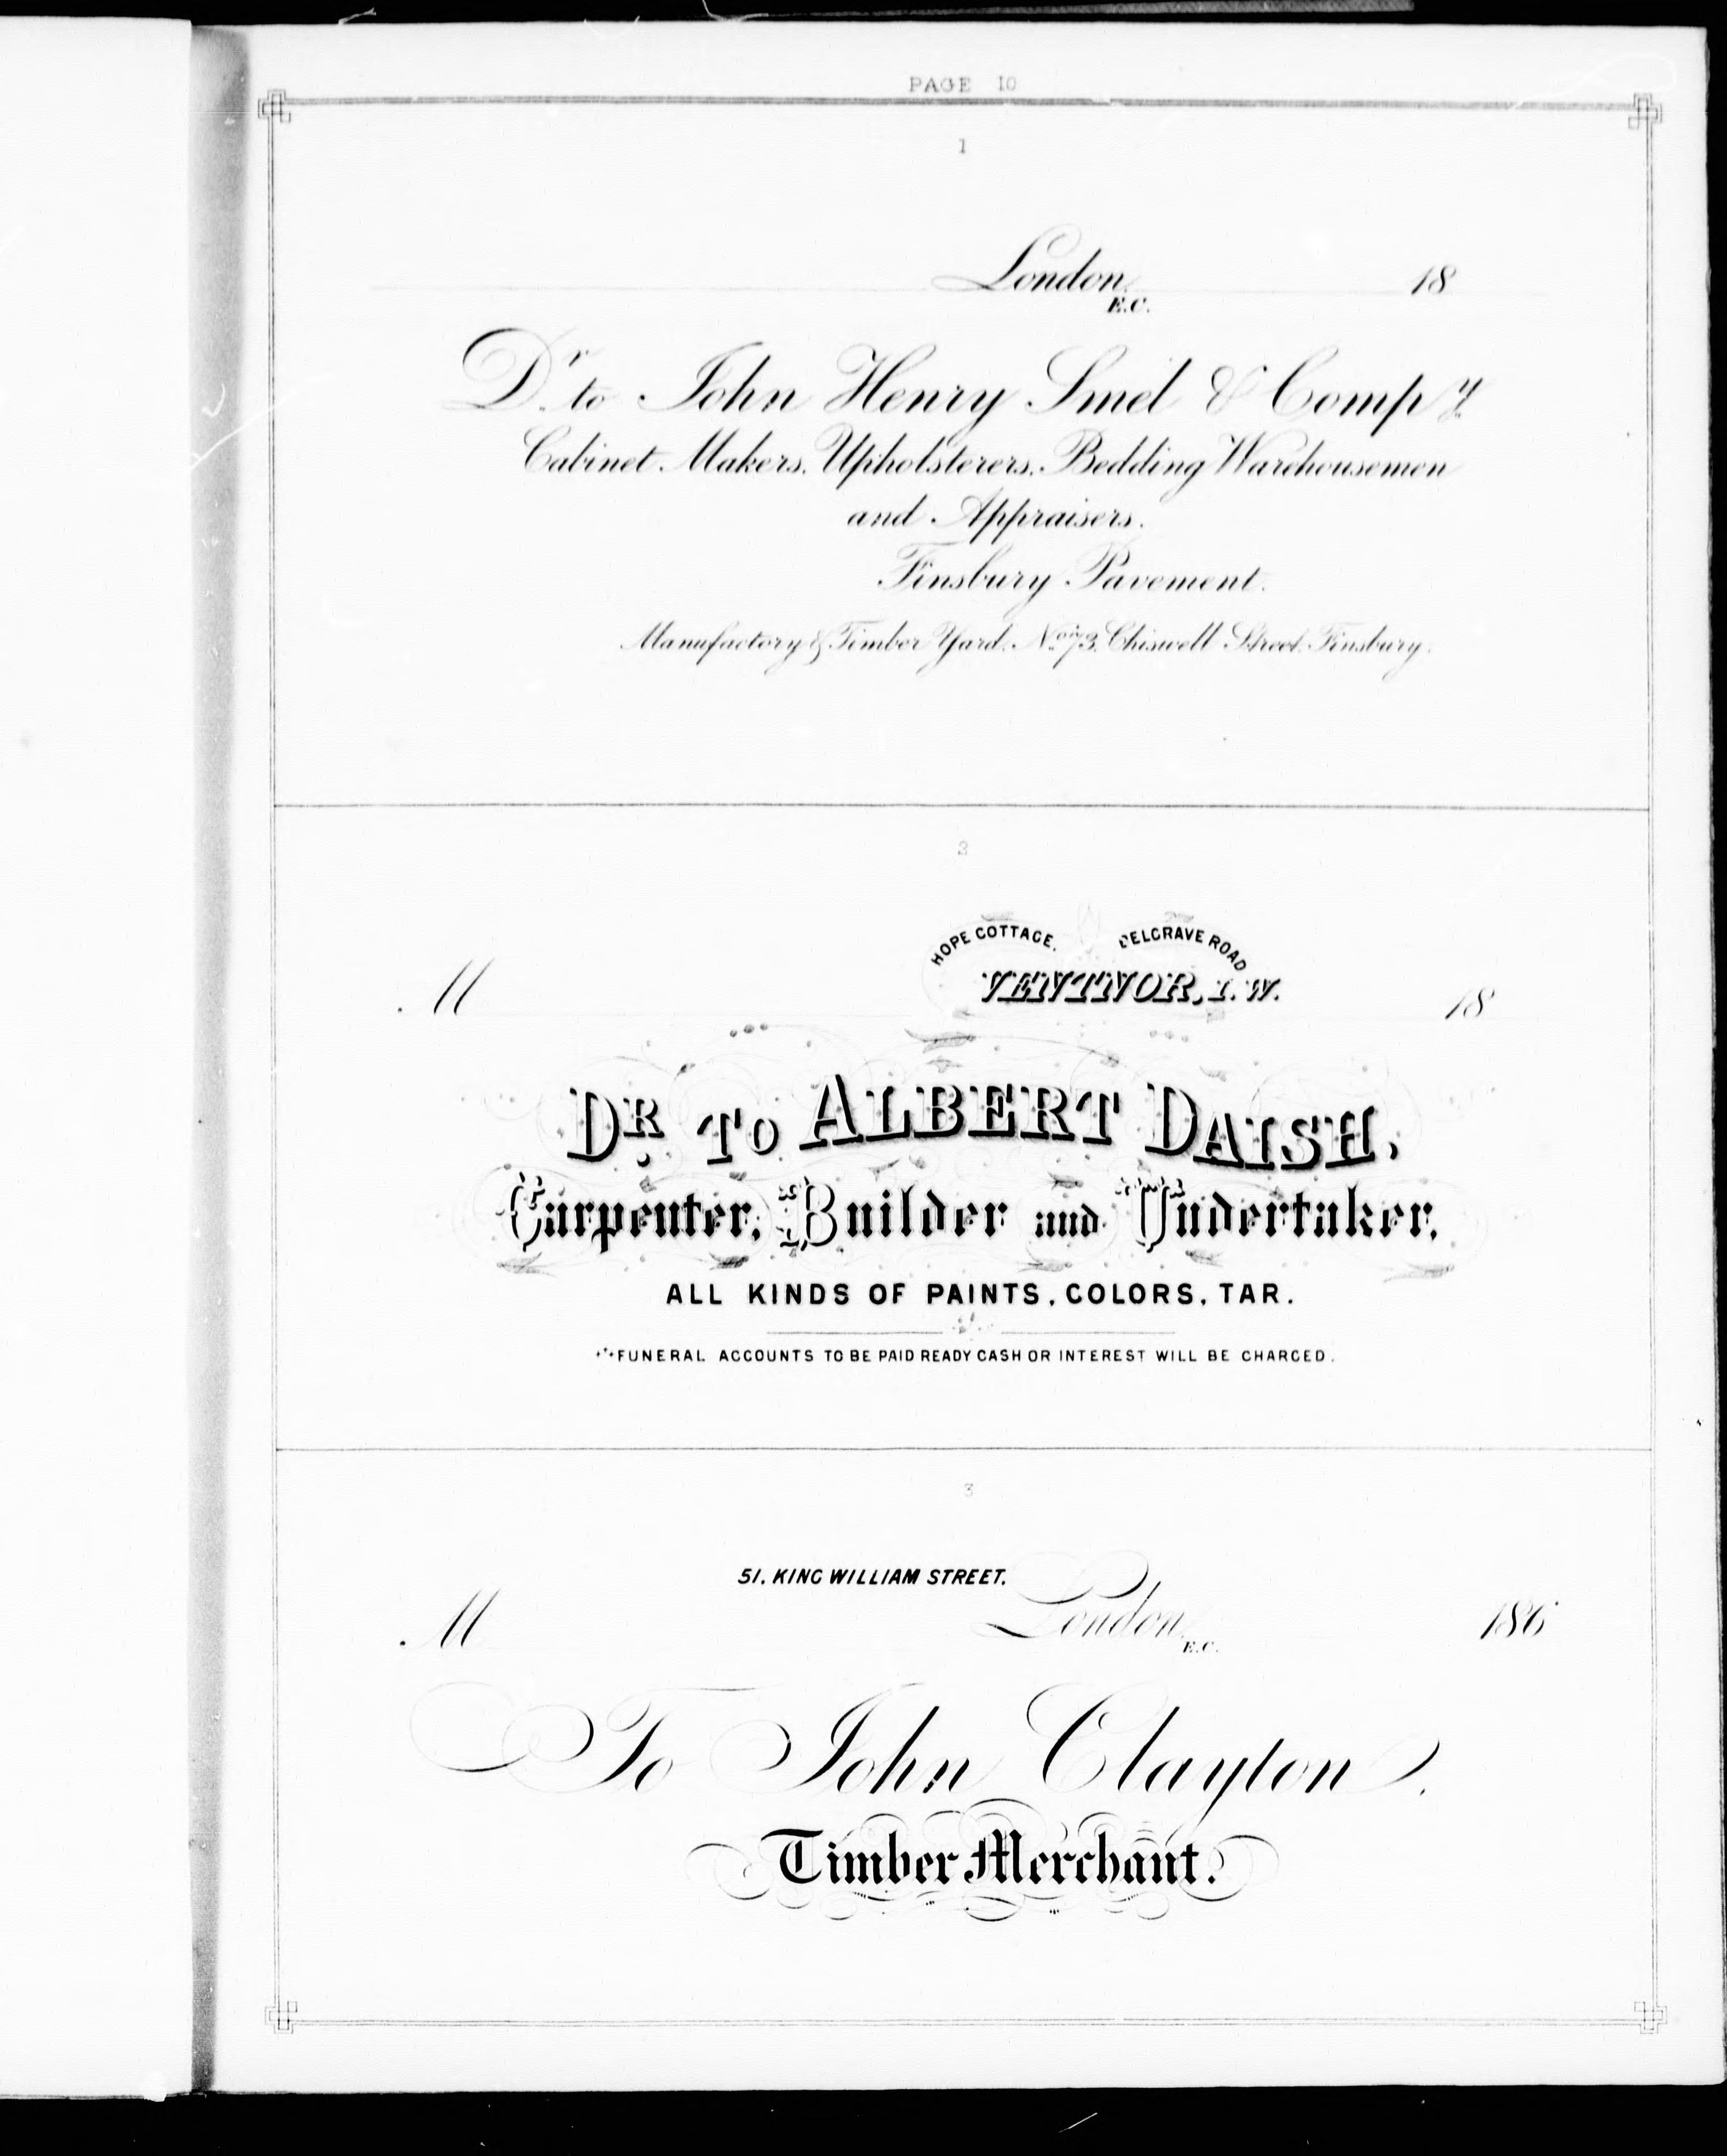 PAGE 10
1
London,
E.C.
18
Dr. to John Henry Smel & Compy.
Cabinet Makers, Upholsterers, Bedding Warehousemen
and Appraisers.
Finsbury Pavement.
Manufactory & Timber Yard, Chiswell Street, Finsbury.
2
HOPE COTTAGE, BELGRAVE ROAD
M VENTNOR, I.W. 18
DR. TO ALBERT DAISH,
Carpenter, Builder and Undertaker,
ALL KINDS OF PAINTS, COLORS, TAR.
FUNERAL ACCOUNTS TO BE PAID READY CASH OR INTEREST WILL BE CHARGED.
3
51, KING WILLIAM STREET,
M London, 186
E.C.
To John Clayton,
Timber Merchant.